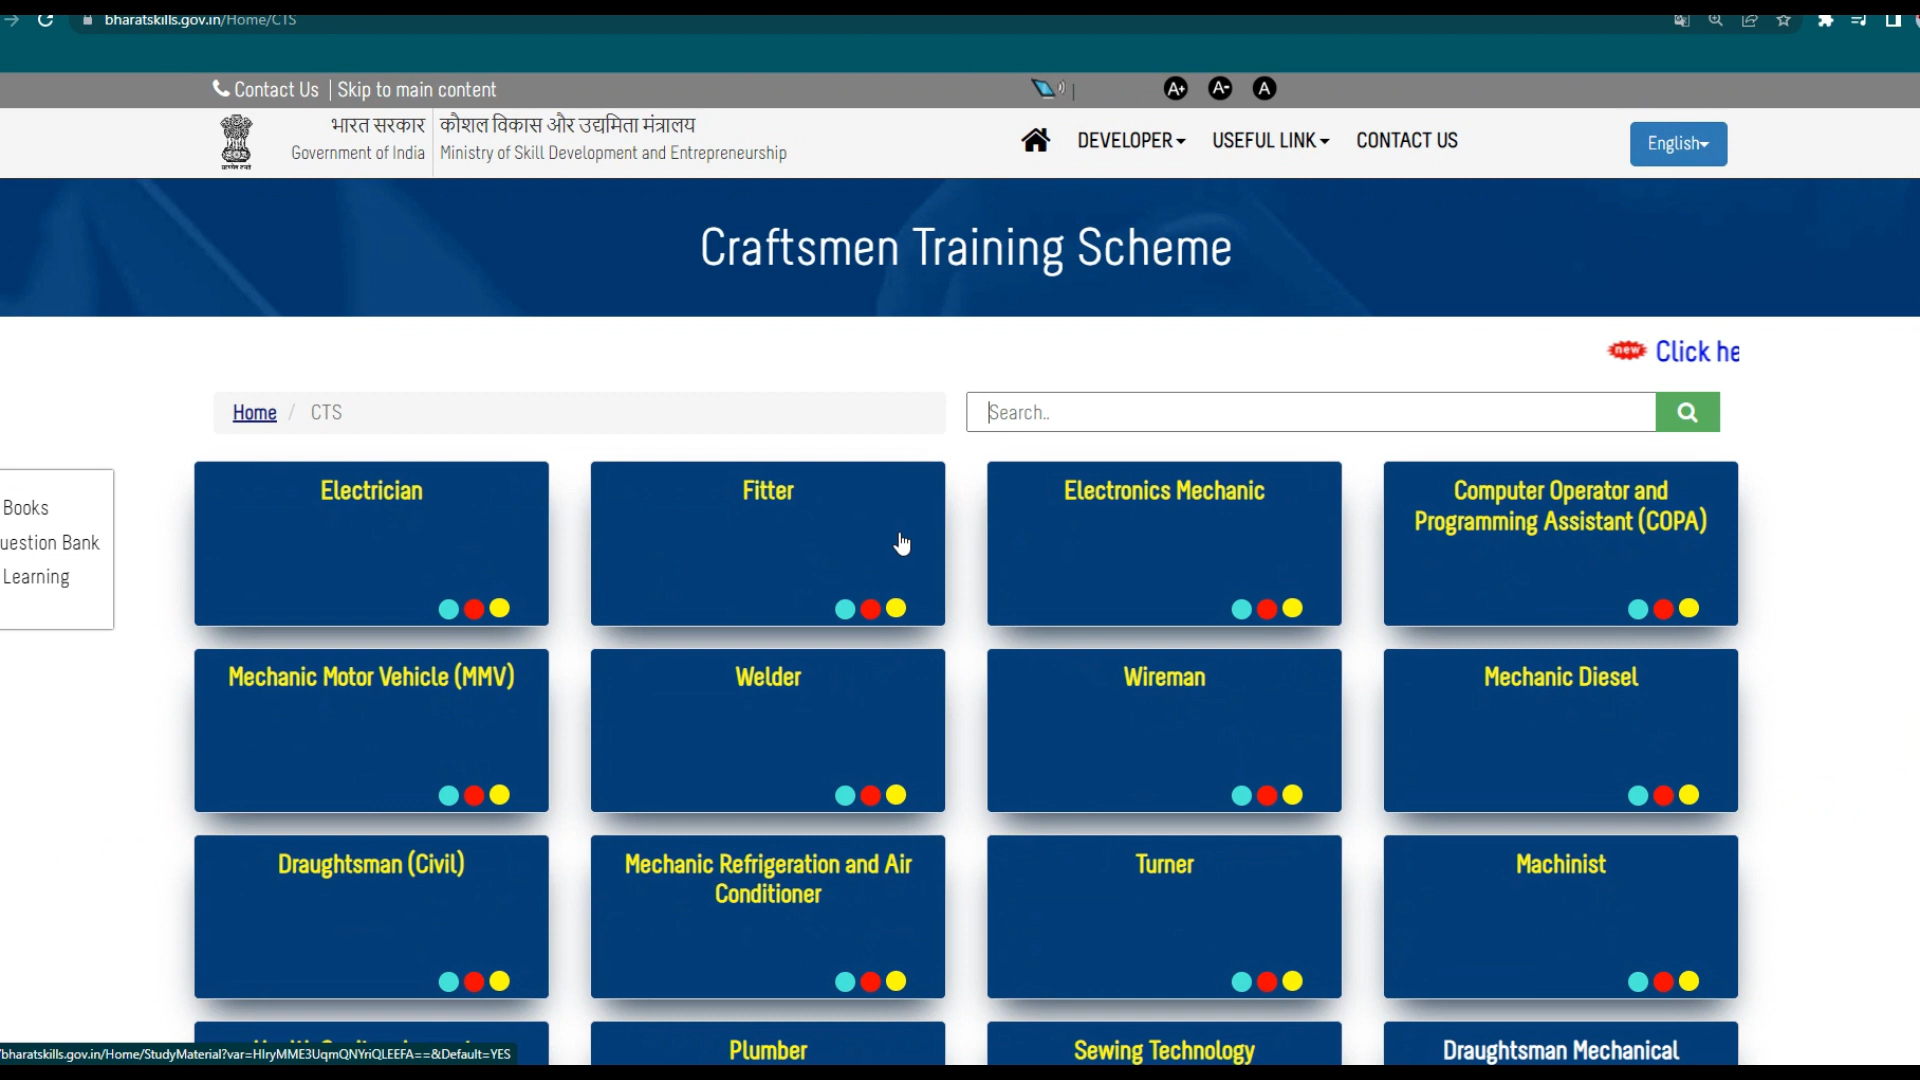 bharatskills.gov.in/Home/CTS
Contact Us | Skip to main content
A+ A- A
भारत सरकार
Government of India
कौशल विकास और उद्यमिता मंत्रालय
Ministry of Skill Development and Entrepreneurship
DEVELOPER USEFUL LINK CONTACT US
English
Craftsmen Training Scheme
new Click he
Home / CTS
Search..
Books
uestion Bank
Learning
Electrician
Fitter
Electronics Mechanic
Computer Operator and
Programming Assistant (COPA)
Mechanic Motor Vehicle (MMV)
Welder
Wireman
Mechanic Diesel
Draughtsman (Civil)
Mechanic Refrigeration and Air
Conditioner
Turner
Machinist
Plumber
Sewing Technology
Draughtsman Mechanical
bharatskills.gov.in/Home/StudyMaterial?var=HIryMME3UqmQNYriQLEEFA==&Default=YES